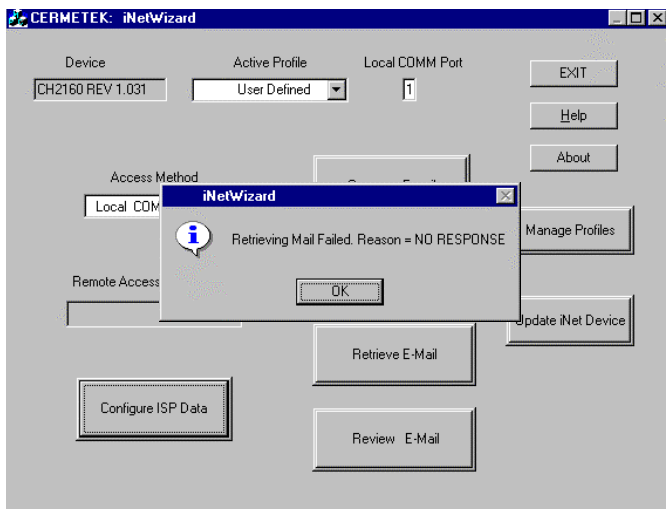 CERMETEK: iNetWizard
Device
Active Profile
Local COMM Port
CH2160 REV 1.031
User Defined
1
EXIT
Help
About
Access Method
Local COM
iNetWizard
Retrieving Mail Failed. Reason = NO RESPONSE
OK
Manage Profiles
Remote Access
Update iNet Device
Retrieve E-Mail
Configure ISP Data
Review E-Mail